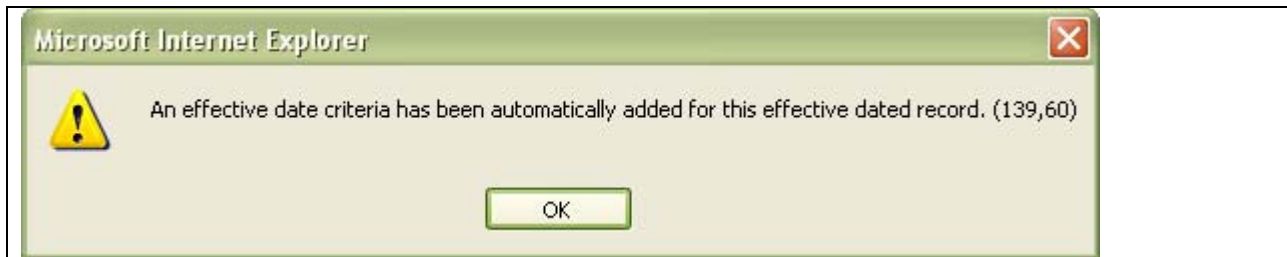 Microsoft Internet Explorer
An effective date criteria has been automatically added for this effective dated record. (139,60)
OK